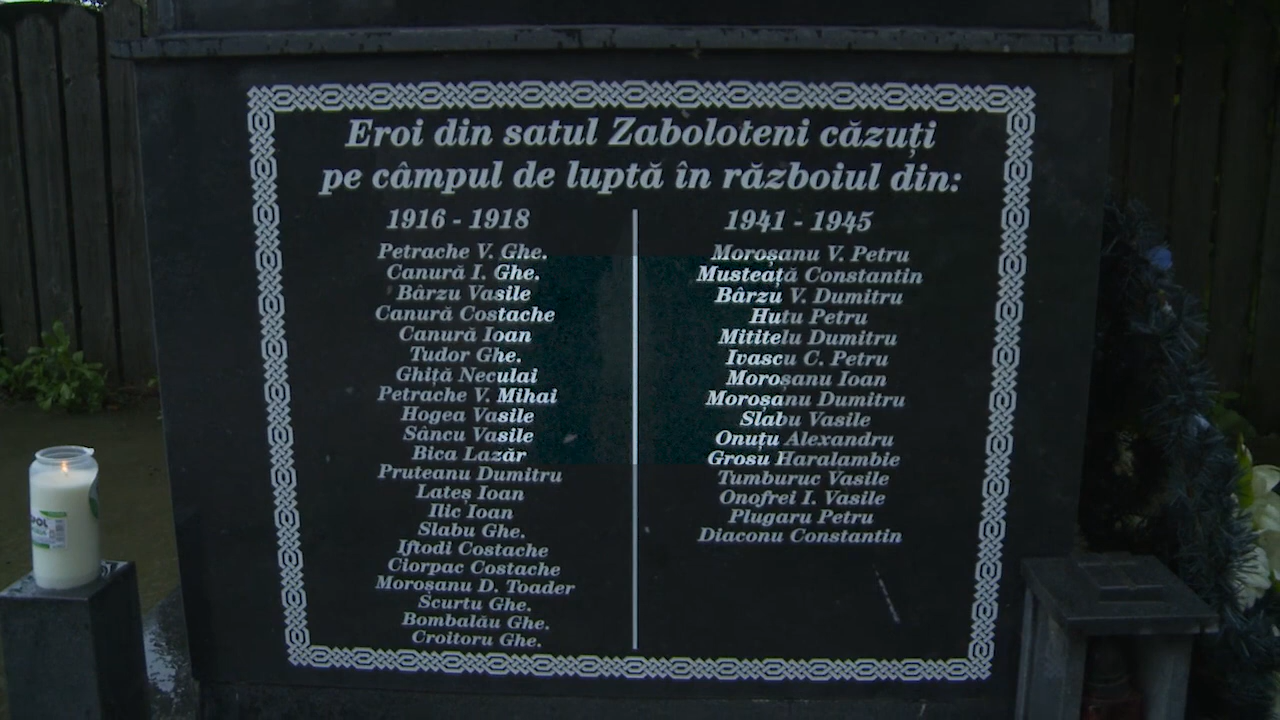 Eroi din satul Zaboloteni căzuți
pe câmpul de luptă în războiul din:
1916 - 1918
Petrache V. Ghe.
Canură I. Ghe.
Bârzu Vasile
Canură Costache
Canură Ioan
Tudor Ghe.
Ghiță Neculai
Petrache V. Mihai
Hogea Vasile
Sâncu Vasile
Bica Lazăr
Pruteanu Dumitru
Lateș Ioan
Ilic Ioan
Slabu Ghe.
Iftodi Costache
Ciorpac Costache
Moroșanu D. Toader
Scurtu Ghe.
Bombalău Ghe.
Croitoru Ghe.
1941 - 1945
Moroșanu V. Petru
Musteață Constantin
Bârzu V. Dumitru
Huțu Petru
Mititelu Dumitru
Ivascu C. Petru
Moroșanu Ioan
Moroșanu Dumitru
Slabu Vasile
Onuțu Alexandru
Grosu Haralambie
Tumburuc Vasile
Onofrei I. Vasile
Plugaru Petru
Diaconu Constantin